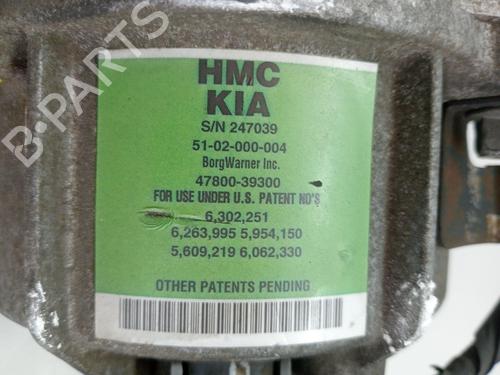 B-PARTS
HMC
KIA
S/N 247039
51-02-000-004
BorgWarner Inc.
47800-39300
FOR USE UNDER U.S. PATENT NO'S
6,302,251
6,263,995 5,954,150
5,609,219 6,062,330
OTHER PATENTS PENDING